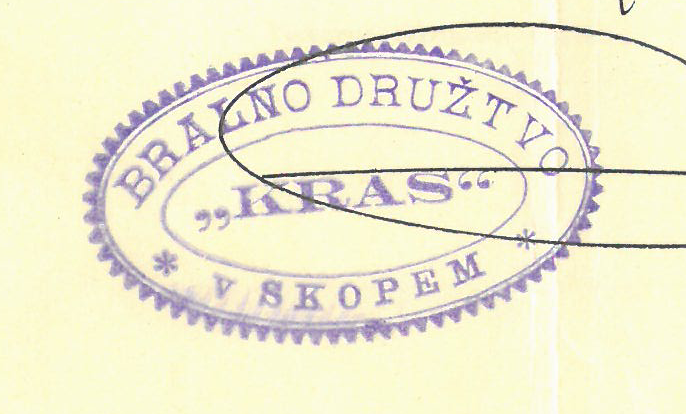 BRALNO DRUŽTVO
„KRAS“
* V SKOPEM *